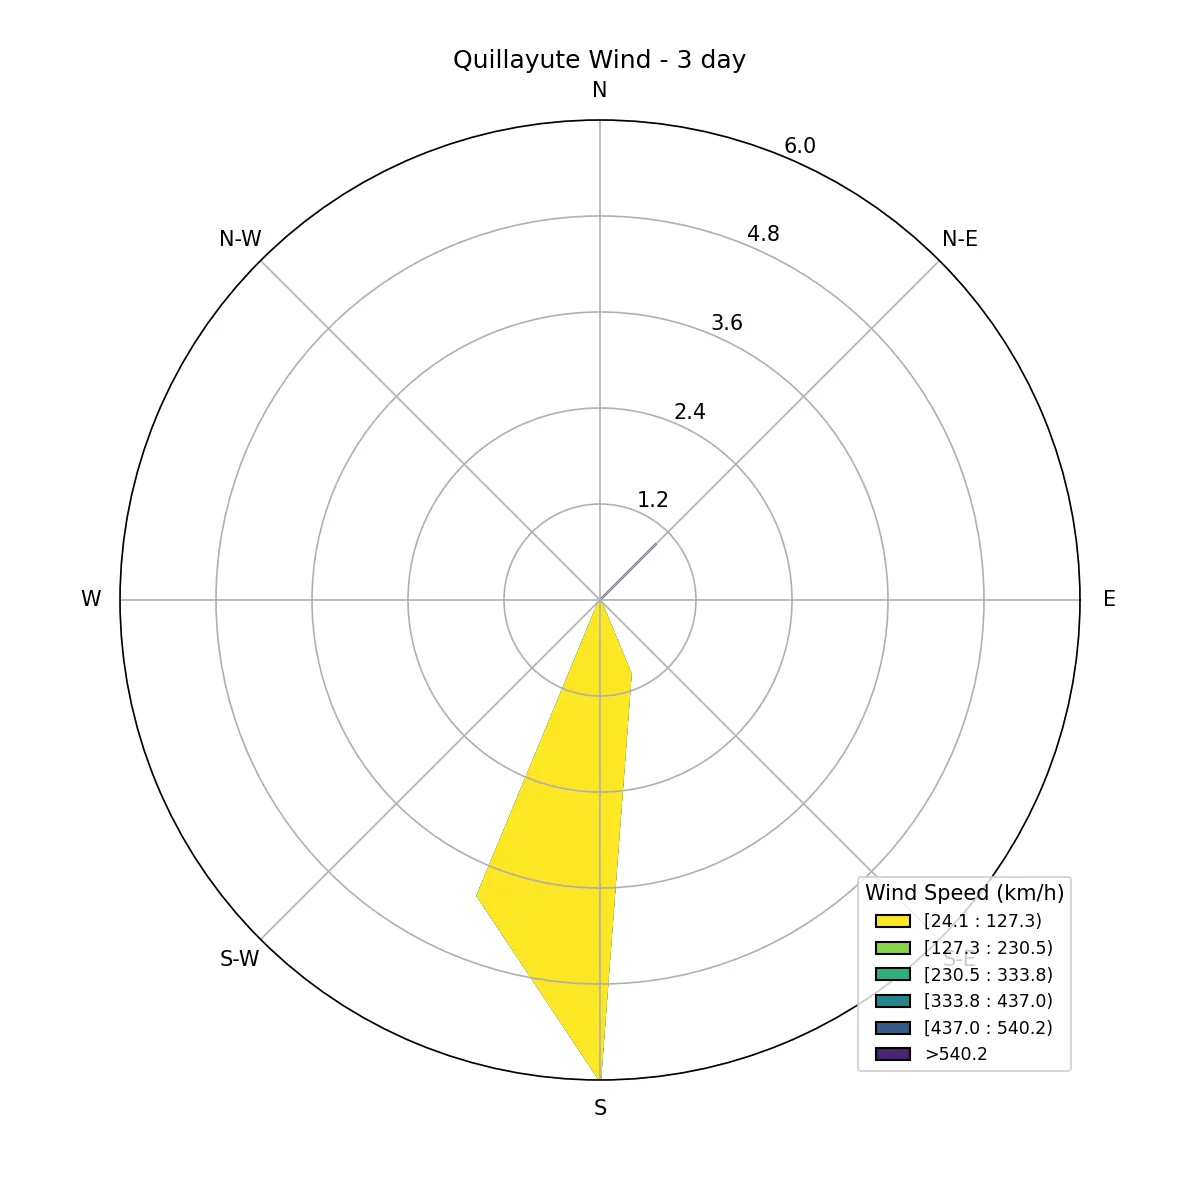 Quillayute Wind - 3 day
N
6.0
4.8
N-W
N-E
3.6
2.4
1.2
W
E
Wind Speed (km/h)
[24.1 : 127.3)
[127.3 : 230.5)
S-W
S-E
[230.5 : 333.8)
[333.8 : 437.0)
[437.0 : 540.2)
>540.2
S